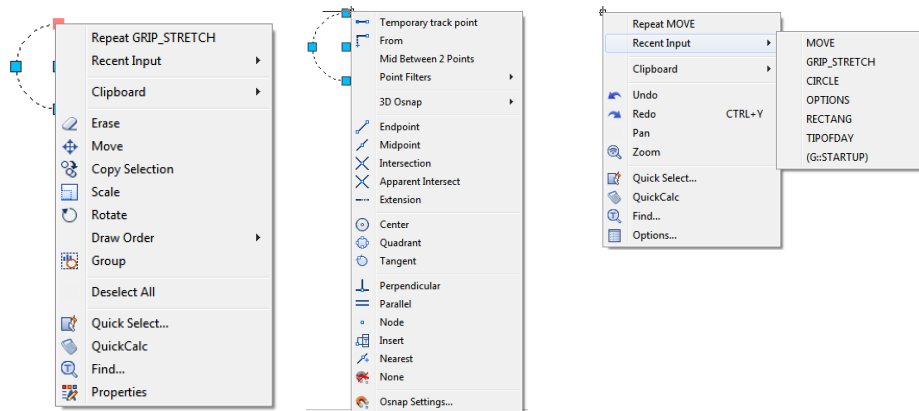 Repeat GRIP_STRETCH
Recent Input
Clipboard
Erase
Move
Copy Selection
Scale
Rotate
Draw Order
Group
Deselect All
Quick Select...
QuickCalc
Find...
Properties
Temporary track point
From
Mid Between 2 Points
Point Filters
3D Osnap
Endpoint
Midpoint
Intersection
Apparent Intersect
Extension
Center
Quadrant
Tangent
Perpendicular
Parallel
Node
Insert
Nearest
None
Osnap Settings...
Repeat MOVE
Recent Input
Clipboard
Undo
Redo CTRL+Y
Pan
Zoom
Quick Select...
QuickCalc
Find...
Options...
MOVE
GRIP_STRETCH
CIRCLE
OPTIONS
RECTANG
TIPOFDAY
(G::STARTUP)